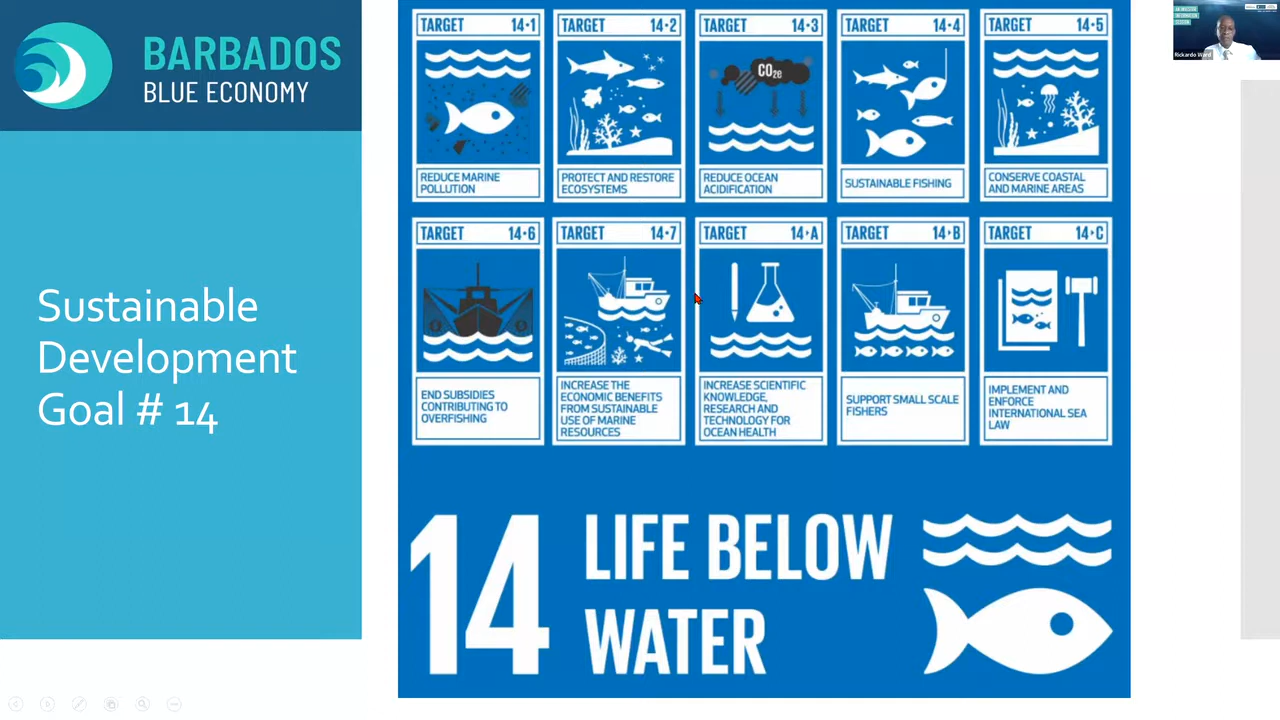 BARBADOS
BLUE ECONOMY
Sustainable
Development
Goal # 14
TARGET 14·1
REDUCE MARINE
POLLUTION
TARGET 14·2
PROTECT AND RESTORE
ECOSYSTEMS
TARGET 14·3
CO2e
REDUCE OCEAN
ACIDIFICATION
TARGET 14·4
SUSTAINABLE FISHING
TARGET 14·5
CONSERVE COASTAL
AND MARINE AREAS
TARGET 14·6
END SUBSIDIES
CONTRIBUTING TO
OVERFISHING
TARGET 14·7
INCREASE THE
ECONOMIC BENEFITS
FROM SUSTAINABLE
USE OF MARINE
RESOURCES
TARGET 14·A
INCREASE SCIENTIFIC
KNOWLEDGE,
RESEARCH AND
TECHNOLOGY FOR
OCEAN HEALTH
TARGET 14·B
SUPPORT SMALL SCALE
FISHERS
TARGET 14·C
IMPLEMENT AND
ENFORCE
INTERNATIONAL SEA
LAW
14
LIFE BELOW
WATER
AN INVESTOR
INFORMATION
SESSION
Rickardo Ward